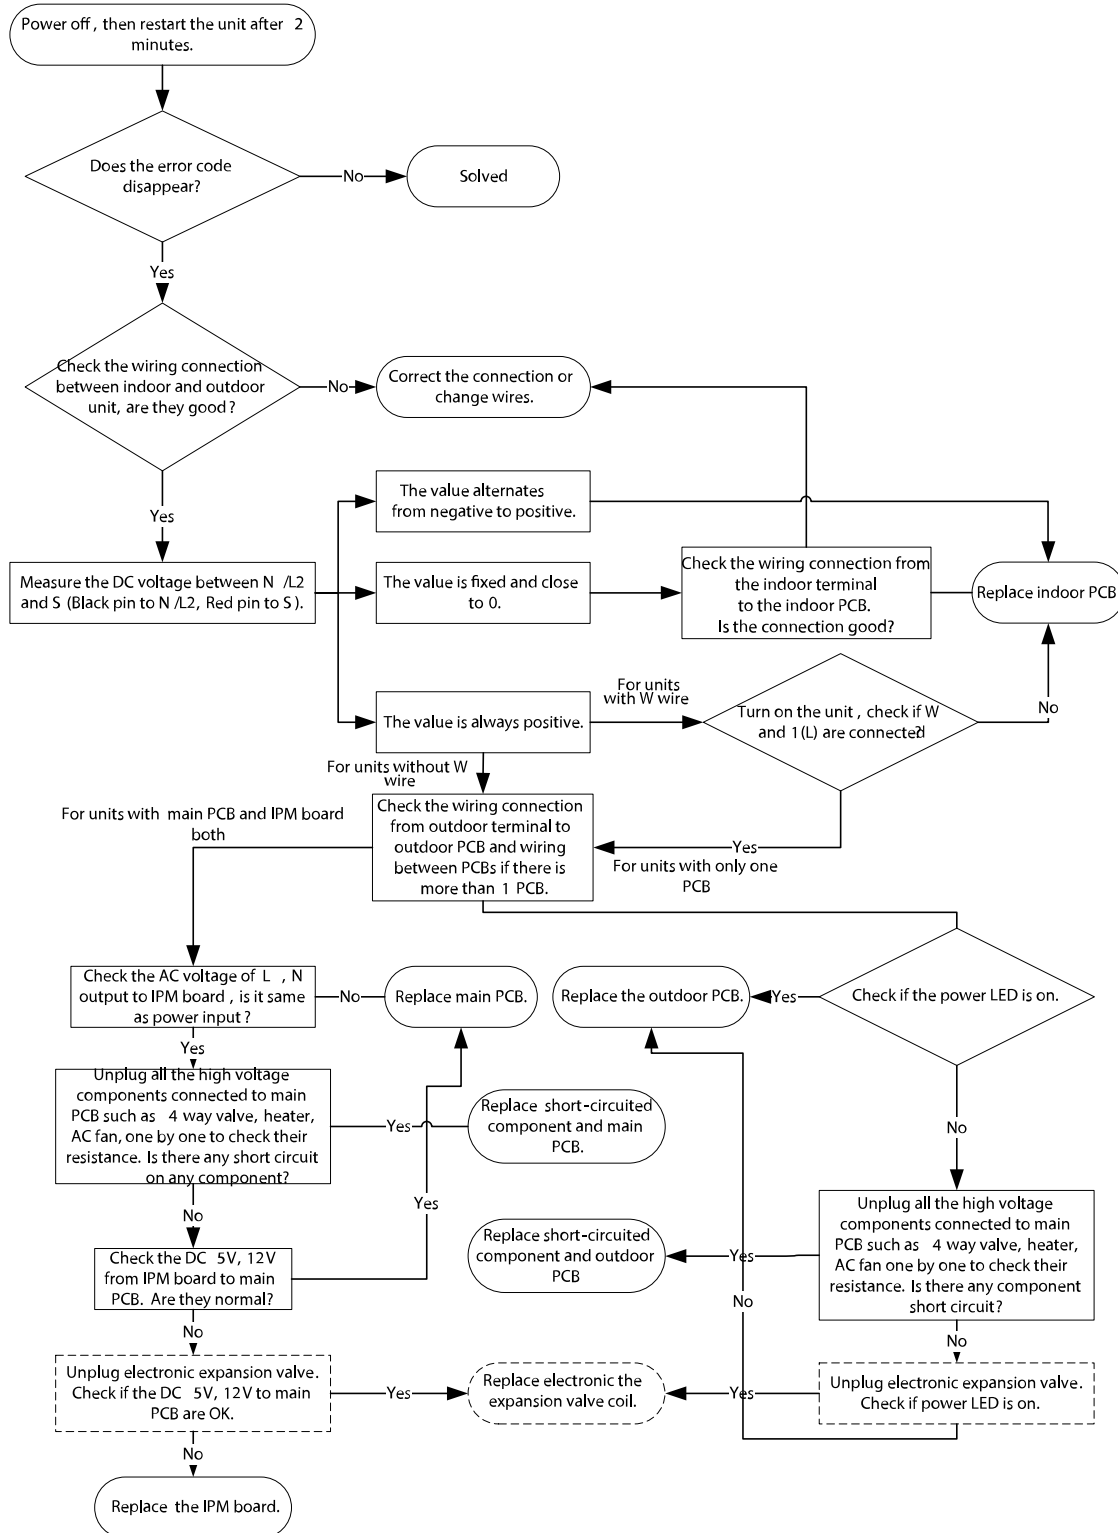 Power off, then restart the unit after 2
minutes.
Does the error code
disappear?
No
Solved
Yes
Check the wiring connection
between indoor and outdoor
unit, are they good?
No
Correct the connection or
change wires.
Yes
The value alternates
from negative to positive.
Measure the DC voltage between N /L2
and S (Black pin to N /L2, Red pin to S).
The value is fixed and close
to 0.
Check the wiring connection from
the indoor terminal
to the indoor PCB.
Is the connection good?
Replace indoor PCB
The value is always positive.
For units
with W wire
Turn on the unit, check if W
and 1(L) are connected?
No
For units without W
wire
For units with main PCB and IPM board
both
Check the wiring connection
from outdoor terminal to
outdoor PCB and wiring
between PCBs if there is
more than 1 PCB.
Yes
For units with only one
PCB
Check the AC voltage of L , N
output to IPM board, is it same
as power input?
No
Replace main PCB.
Replace the outdoor PCB.
Yes
Check if the power LED is on.
Yes
Unplug all the high voltage
components connected to main
PCB such as 4 way valve, heater,
AC fan, one by one to check their
resistance. Is there any short circuit
on any component?
Yes
Replace short-circuited
component and main
PCB.
No
Yes
No
Check the DC 5V, 12V
from IPM board to main
PCB. Are they normal?
Replace short-circuited
component and outdoor
PCB
Yes
Unplug all the high voltage
components connected to main
PCB such as 4 way valve, heater,
AC fan one by one to check their
resistance. Is there any component
short circuit?
No
No
No
Unplug electronic expansion valve.
Check if the DC 5V, 12V to main
PCB are OK.
Yes
Replace electronic the
expansion valve coil.
Yes
Unplug electronic expansion valve.
Check if power LED is on.
No
Replace the IPM board.